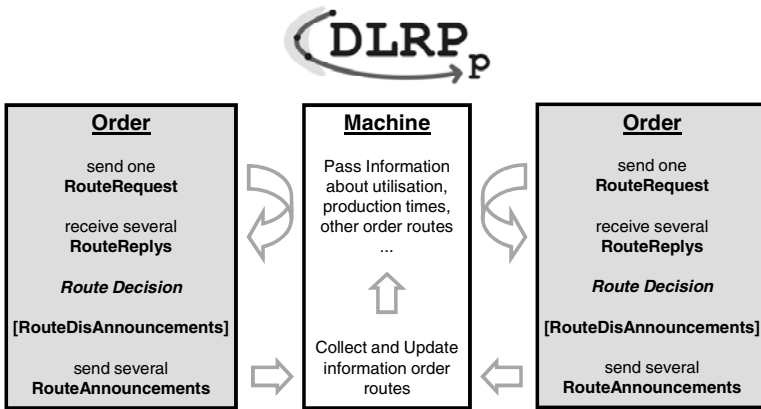 DLRPp
Order
send one
RouteRequest
receive several
RouteReplys
Route Decision
[RouteDisAnnouncements]
send several
RouteAnnouncements
Machine
Pass Information
about utilisation,
production times,
other order routes
...
Collect and Update
information order
routes
Order
send one
RouteRequest
receive several
RouteReplys
Route Decision
[RouteDisAnnouncements]
send several
RouteAnnouncements